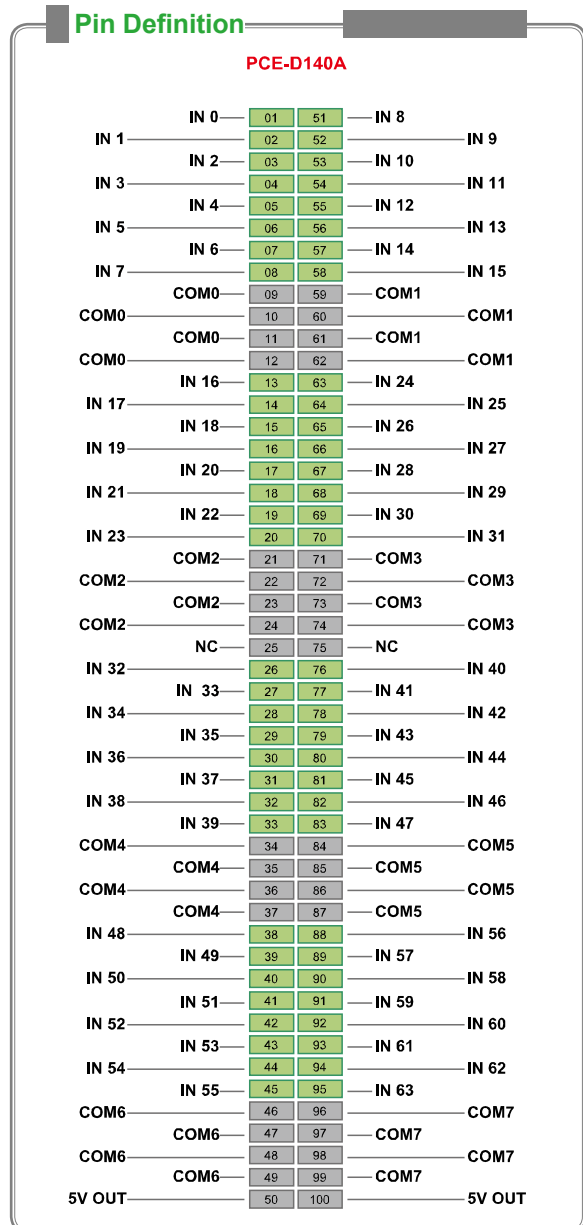 Pin Definition
PCE-D140A
IN 0 01 51 IN 8
IN 1 02 52 IN 9
IN 2 03 53 IN 10
IN 3 04 54 IN 11
IN 4 05 55 IN 12
IN 5 06 56 IN 13
IN 6 07 57 IN 14
IN 7 08 58 IN 15
COM0 09 59 COM1
COM0 10 60 COM1
COM0 11 61 COM1
COM0 12 62 COM1
IN 16 13 63 IN 24
IN 17 14 64 IN 25
IN 18 15 65 IN 26
IN 19 16 66 IN 27
IN 20 17 67 IN 28
IN 21 18 68 IN 29
IN 22 19 69 IN 30
IN 23 20 70 IN 31
COM2 21 71 COM3
COM2 22 72 COM3
COM2 23 73 COM3
COM2 24 74 COM3
NC 25 75 NC
IN 32 26 76 IN 40
IN 33 27 77 IN 41
IN 34 28 78 IN 42
IN 35 29 79 IN 43
IN 36 30 80 IN 44
IN 37 31 81 IN 45
IN 38 32 82 IN 46
IN 39 33 83 IN 47
COM4 34 84 COM5
COM4 35 85 COM5
COM4 36 86 COM5
COM4 37 87 COM5
IN 48 38 88 IN 56
IN 49 39 89 IN 57
IN 50 40 90 IN 58
IN 51 41 91 IN 59
IN 52 42 92 IN 60
IN 53 43 93 IN 61
IN 54 44 94 IN 62
IN 55 45 95 IN 63
COM6 46 96 COM7
COM6 47 97 COM7
COM6 48 98 COM7
COM6 49 99 COM7
5V OUT 50 100 5V OUT